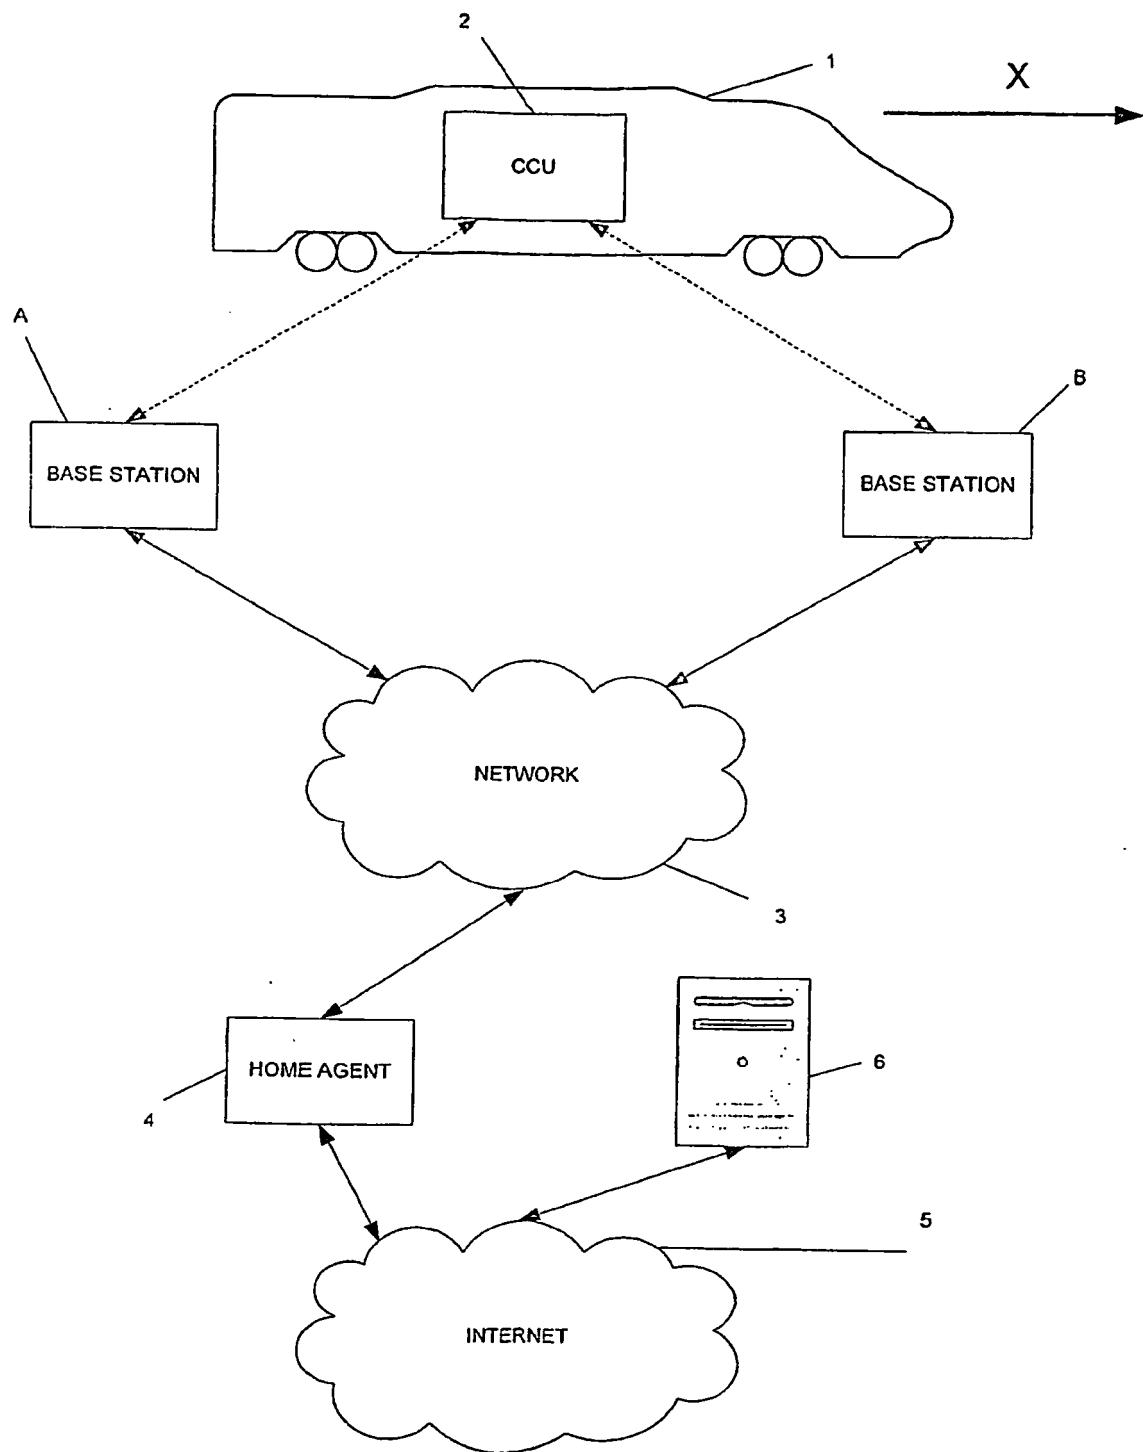 2
1
X
CCU
A
B
BASE STATION
BASE STATION
NETWORK
3
HOME AGENT
6
4
5
INTERNET